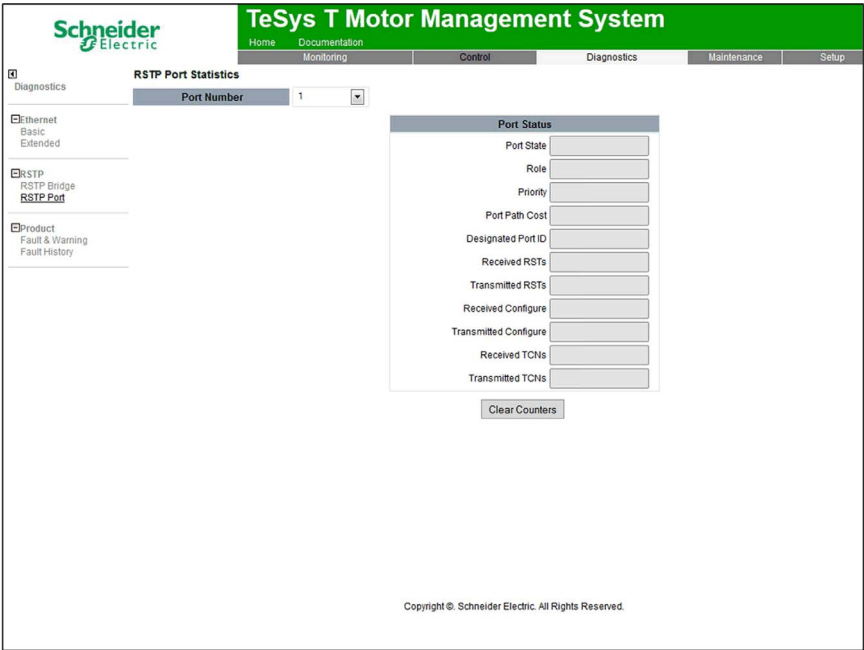 Schneider Electric
TeSys T Motor Management System
Home Documentation
Monitoring Control Diagnostics Maintenance Setup
Diagnostics
Ethernet
Basic
Extended
RSTP
RSTP Bridge
RSTP Port
Product
Fault & Warning
Fault History
RSTP Port Statistics
Port Number 1
Port Status
Port State
Role
Priority
Port Path Cost
Designated Port ID
Received RSTs
Transmitted RSTs
Received Configure
Transmitted Configure
Received TCNs
Transmitted TCNs
Clear Counters
Copyright ©. Schneider Electric. All Rights Reserved.